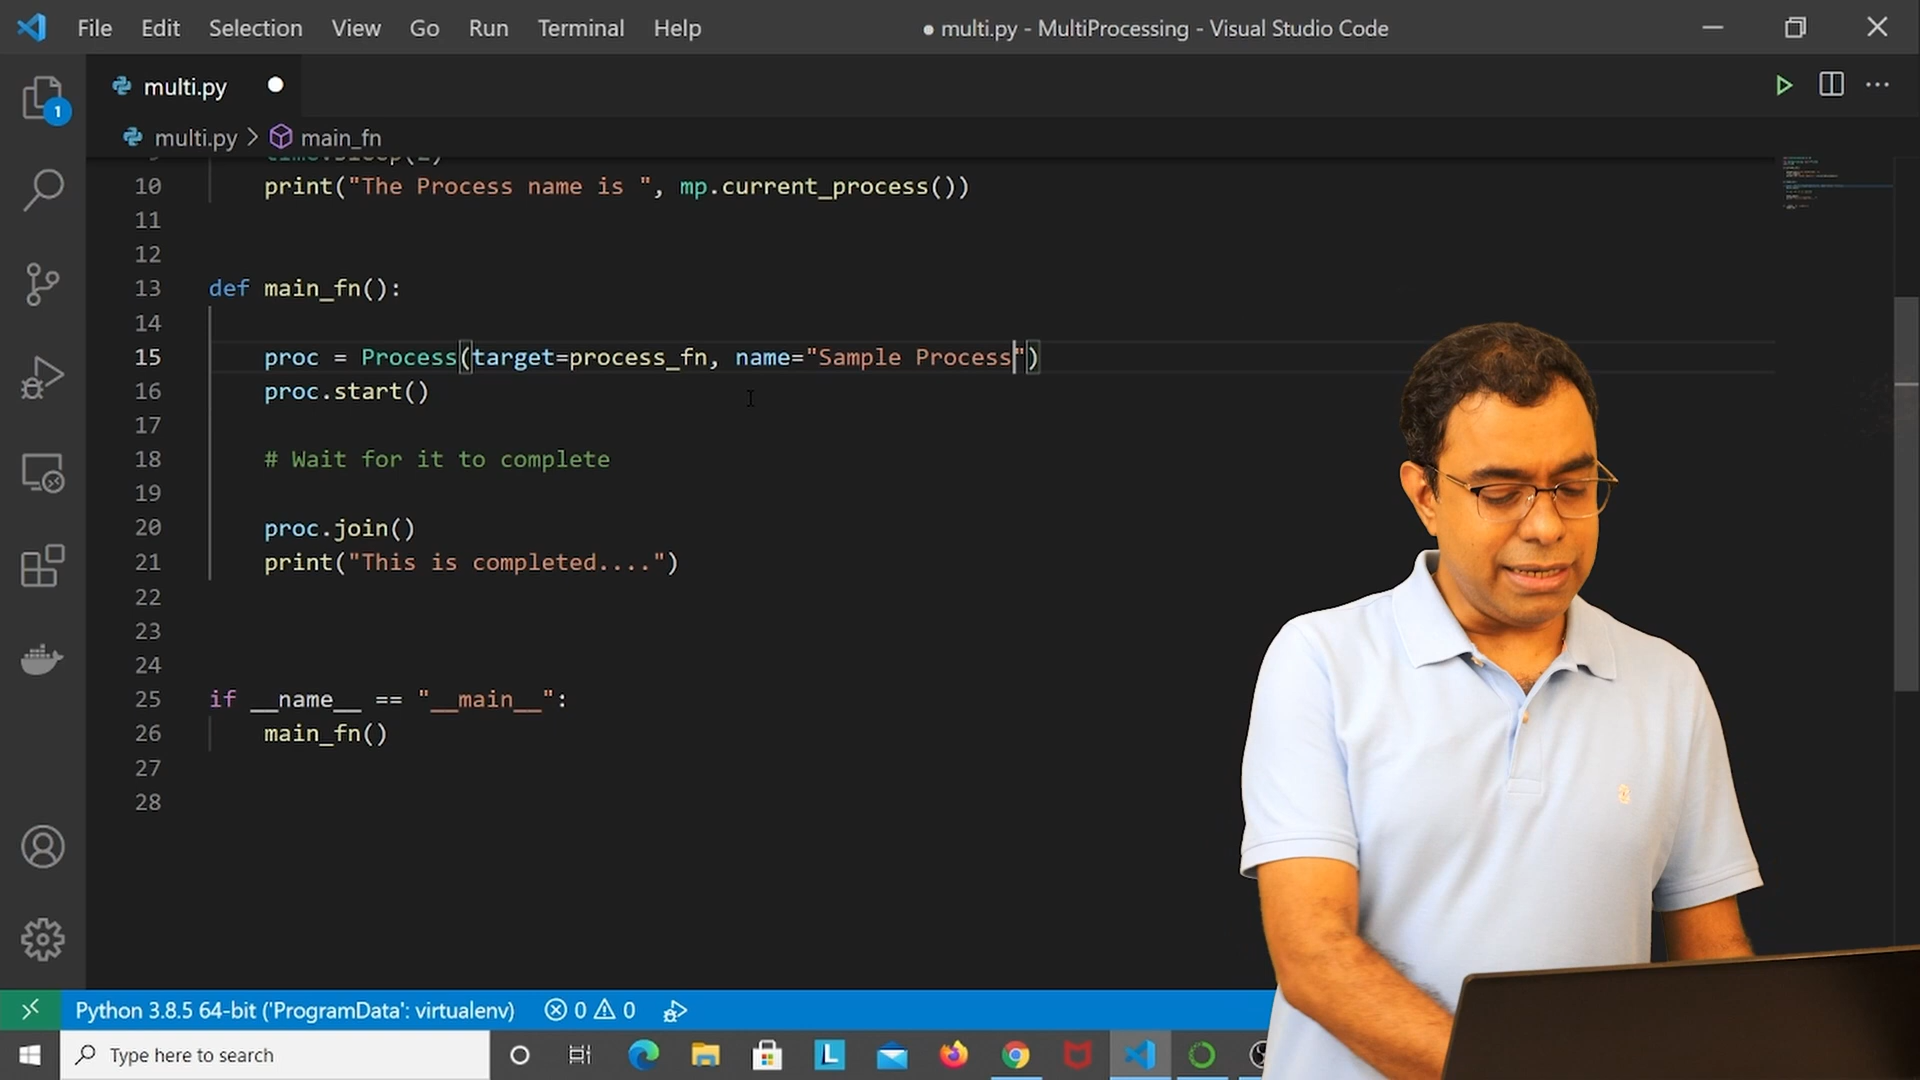 File Edit Selection View Go Run Terminal Help
● multi.py - MultiProcessing - Visual Studio Code
multi.py
1
multi.py > main_fn
10 print("The Process name is ", mp.current_process())
11
12
13 def main_fn():
14
15 proc = Process(target=process_fn, name="Sample Process")
16 proc.start()
17
18 # Wait for it to complete
19
20 proc.join()
21 print("This is completed....")
22
23
24
25 if __name__ == "__main__":
26 main_fn()
27
28
Python 3.8.5 64-bit ('ProgramData': virtualenv) 0 0
Type here to search
L